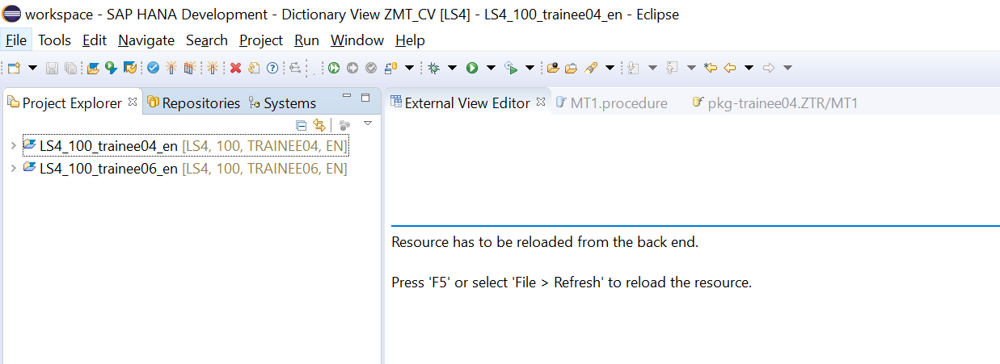 workspace - SAP HANA Development - Dictionary View ZMT_CV [LS4] - LS4_100_trainee04_en - Eclipse
File Tools Edit Navigate Search Project Run Window Help
Project Explorer Repositories Systems External View Editor MT1.procedure pkg-trainee04.ZTR/MT1
LS4_100_trainee04_en [LS4, 100, TRAINEE04, EN]
LS4_100_trainee06_en [LS4, 100, TRAINEE06, EN]
Resource has to be reloaded from the back end.
Press 'F5' or select 'File > Refresh' to reload the resource.